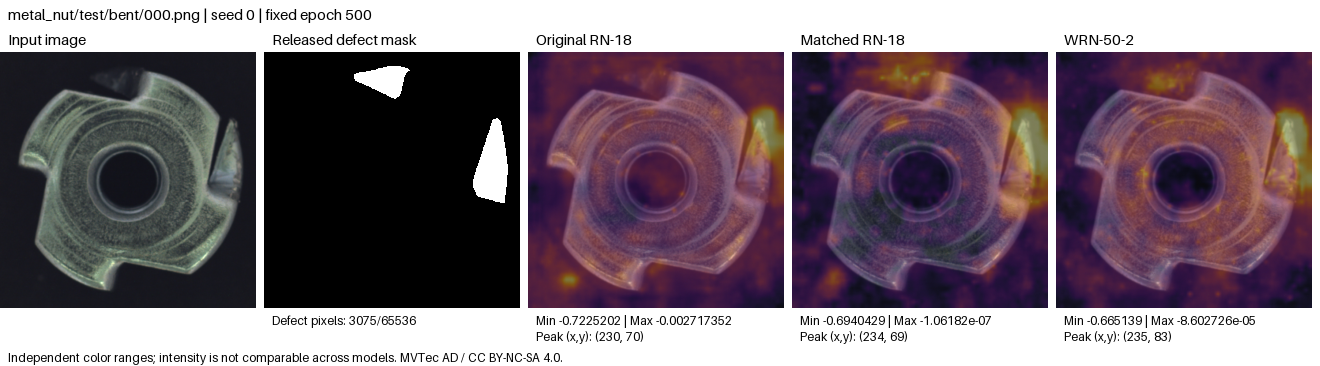 metal_nut/test/bent/000.png | seed 0 | fixed epoch 500
Input image
Released defect mask
Original RN-18
Matched RN-18
WRN-50-2
Defect pixels: 3075/65536
Min -0.7225202 | Max -0.002717352
Peak (x,y): (230, 70)
Min -0.6940429 | Max -1.06182e-07
Peak (x,y): (234, 69)
Min -0.665139 | Max -8.602726e-05
Peak (x,y): (235, 83)
Independent color ranges; intensity is not comparable across models. MVTec AD / CC BY-NC-SA 4.0.